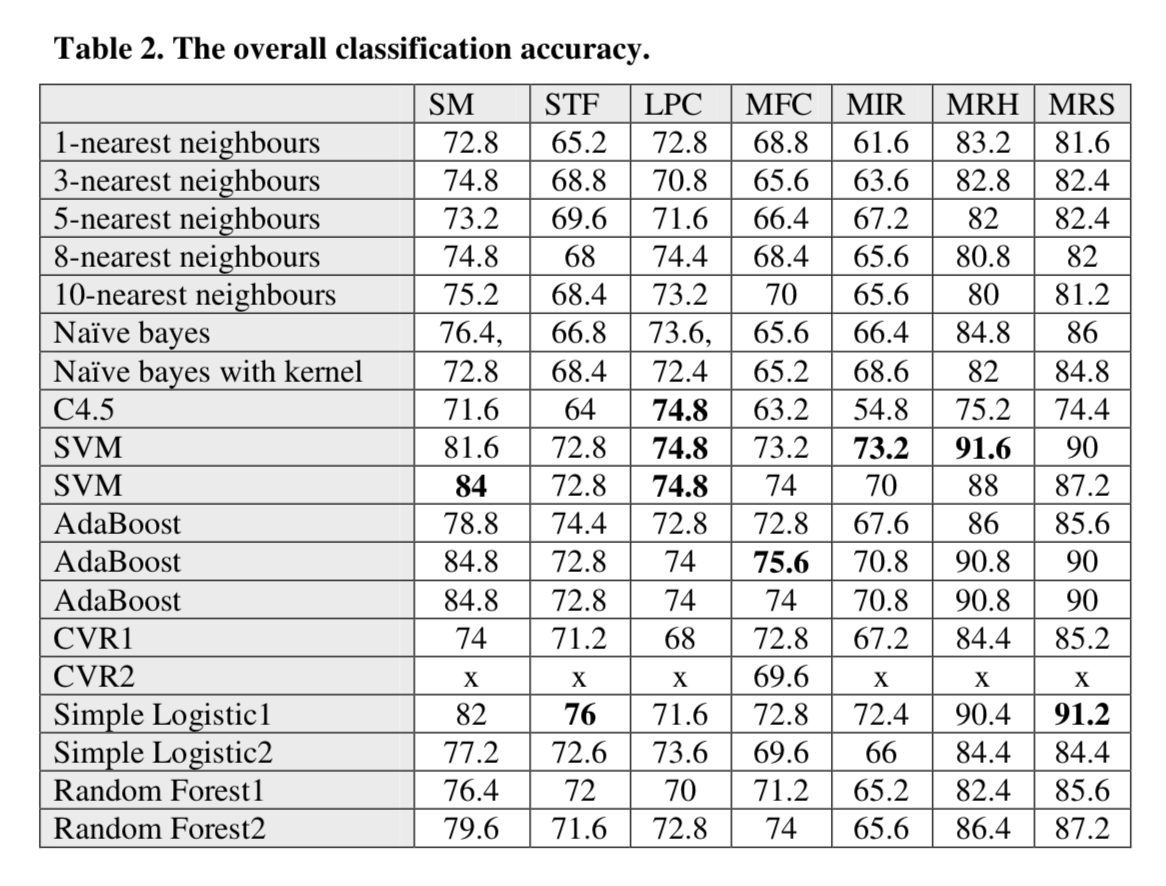 Table 2. The overall classification accuracy.
SM STF LPC MFC MIR MRH MRS
1-nearest neighbours 72.8 65.2 72.8 68.8 61.6 83.2 81.6
3-nearest neighbours 74.8 68.8 70.8 65.6 63.6 82.8 82.4
5-nearest neighbours 73.2 69.6 71.6 66.4 67.2 82 82.4
8-nearest neighbours 74.8 68 74.4 68.4 65.6 80.8 82
10-nearest neighbours 75.2 68.4 73.2 70 65.6 80 81.2
Naïve bayes 76.4, 66.8 73.6, 65.6 66.4 84.8 86
Naïve bayes with kernel 72.8 68.4 72.4 65.2 68.6 82 84.8
C4.5 71.6 64 74.8 63.2 54.8 75.2 74.4
SVM 81.6 72.8 74.8 73.2 73.2 91.6 90
SVM 84 72.8 74.8 74 70 88 87.2
AdaBoost 78.8 74.4 72.8 72.8 67.6 86 85.6
AdaBoost 84.8 72.8 74 75.6 70.8 90.8 90
AdaBoost 84.8 72.8 74 74 70.8 90.8 90
CVR1 74 71.2 68 72.8 67.2 84.4 85.2
CVR2 x x x 69.6 x x x
Simple Logistic1 82 76 71.6 72.8 72.4 90.4 91.2
Simple Logistic2 77.2 72.6 73.6 69.6 66 84.4 84.4
Random Forest1 76.4 72 70 71.2 65.2 82.4 85.6
Random Forest2 79.6 71.6 72.8 74 65.6 86.4 87.2